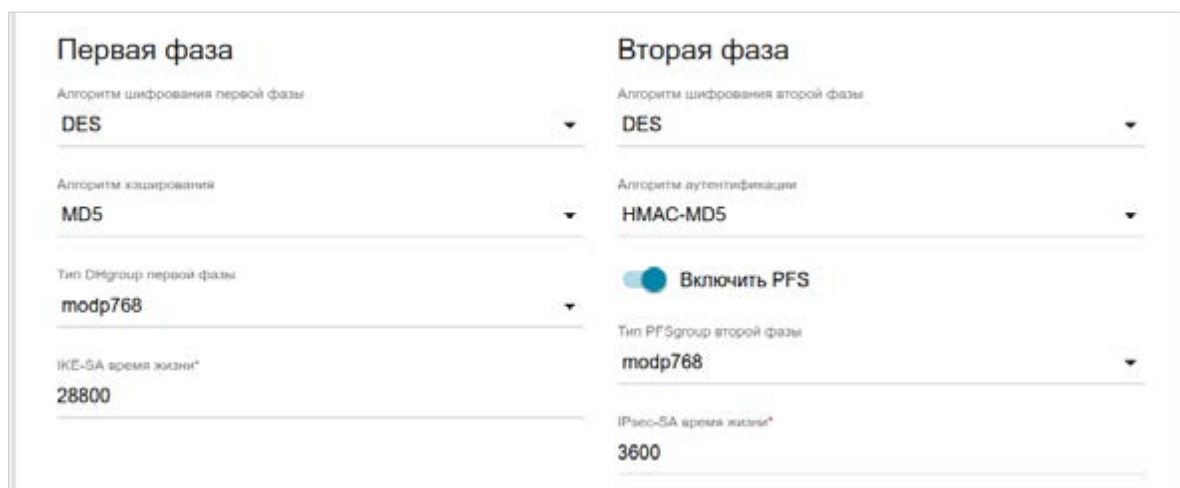 Первая фаза
Алгоритм шифрования первой фазы
DES
Алгоритм хэширования
MD5
Тип DHgroup первой фазы
modp768
IKE-SA время жизни*
28800
Вторая фаза
Алгоритм шифрования второй фазы
DES
Алгоритм аутентификации
HMAC-MD5
Включить PFS
Тип PFSgroup второй фазы
modp768
IPsec-SA время жизни*
3600